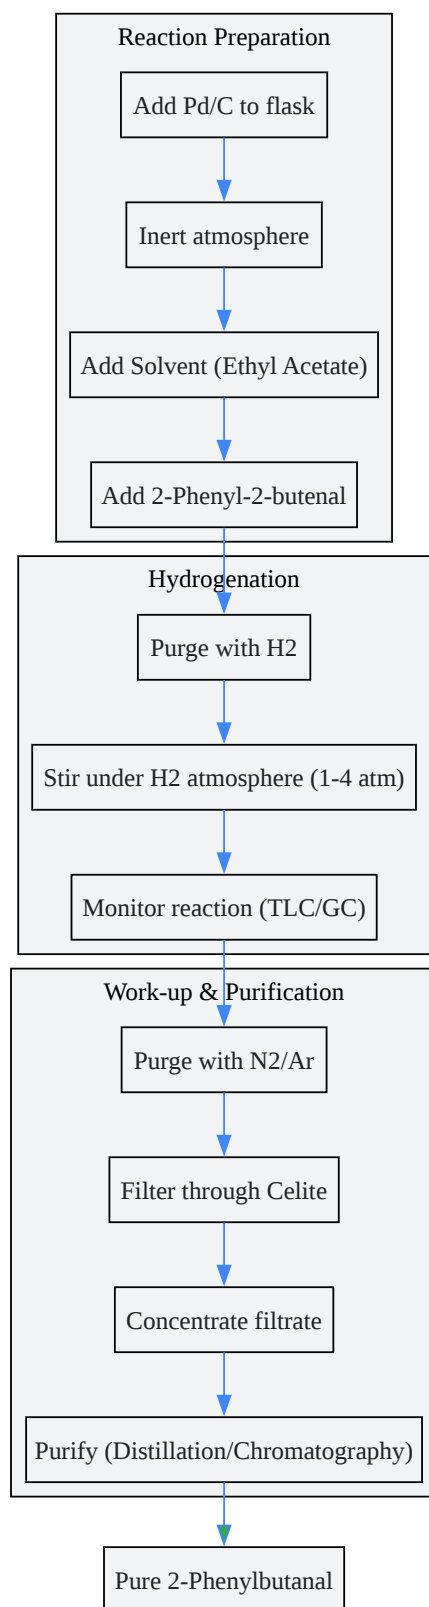 Reaction Preparation
Add Pd/C to flask
Inert atmosphere
Add Solvent (Ethyl Acetate)
Add 2-Phenyl-2-butenal
Hydrogenation
Purge with H2
Stir under H2 atmosphere (1-4 atm)
Monitor reaction (TLC/GC)
Work-up & Purification
Purge with N2/Ar
Filter through Celite
Concentrate filtrate
Purify (Distillation/Chromatography)
Pure 2-Phenylbutanal